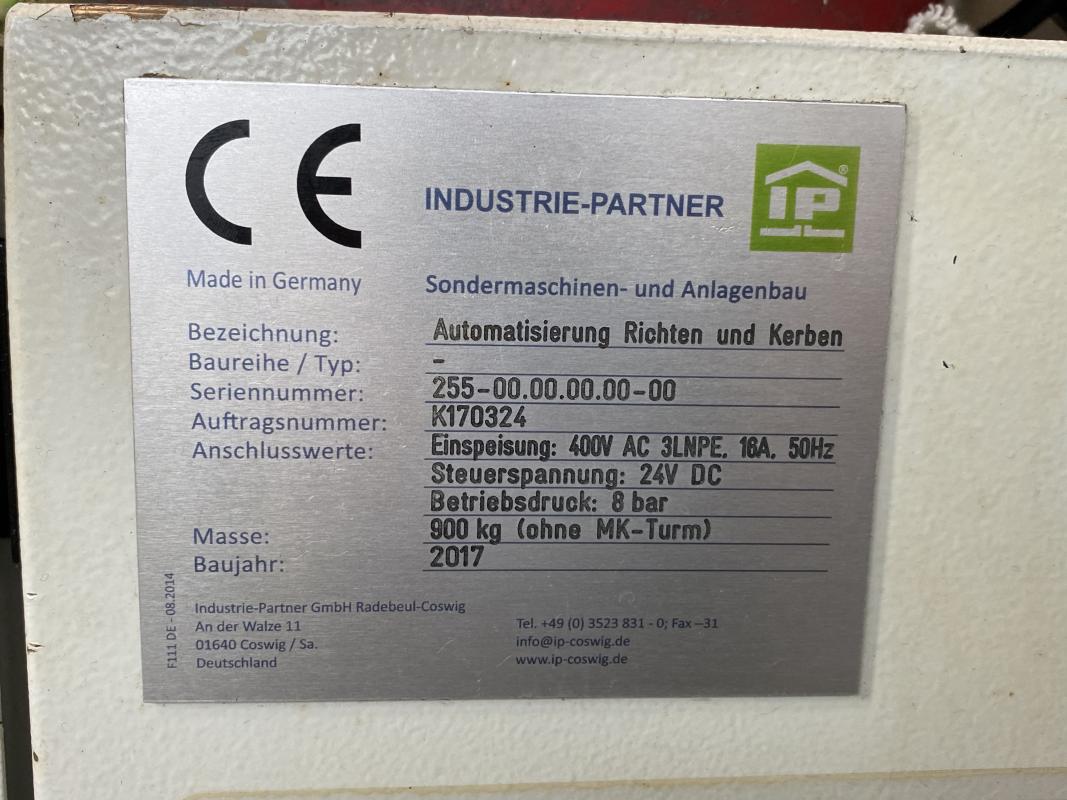 CE
INDUSTRIE-PARTNER
IP®
Made in Germany
Sondermaschinen- und Anlagenbau
Bezeichnung: Automatisierung Richten und Kerben
Baureihe / Typ: -
Seriennummer: 255-00.00.00.00-00
Auftragsnummer: K170324
Anschlusswerte: Einspeisung: 400V AC 3LNPE, 16A, 50Hz
Steuerspannung: 24V DC
Betriebsdruck: 8 bar
Masse: 900 kg (ohne MK-Turm)
Baujahr: 2017
F111 DE - 08.2014
Industrie-Partner GmbH Radebeul-Coswig
An der Walze 11
01640 Coswig / Sa.
Deutschland
Tel. +49 (0) 3523 831 - 0; Fax –31
info@ip-coswig.de
www.ip-coswig.de